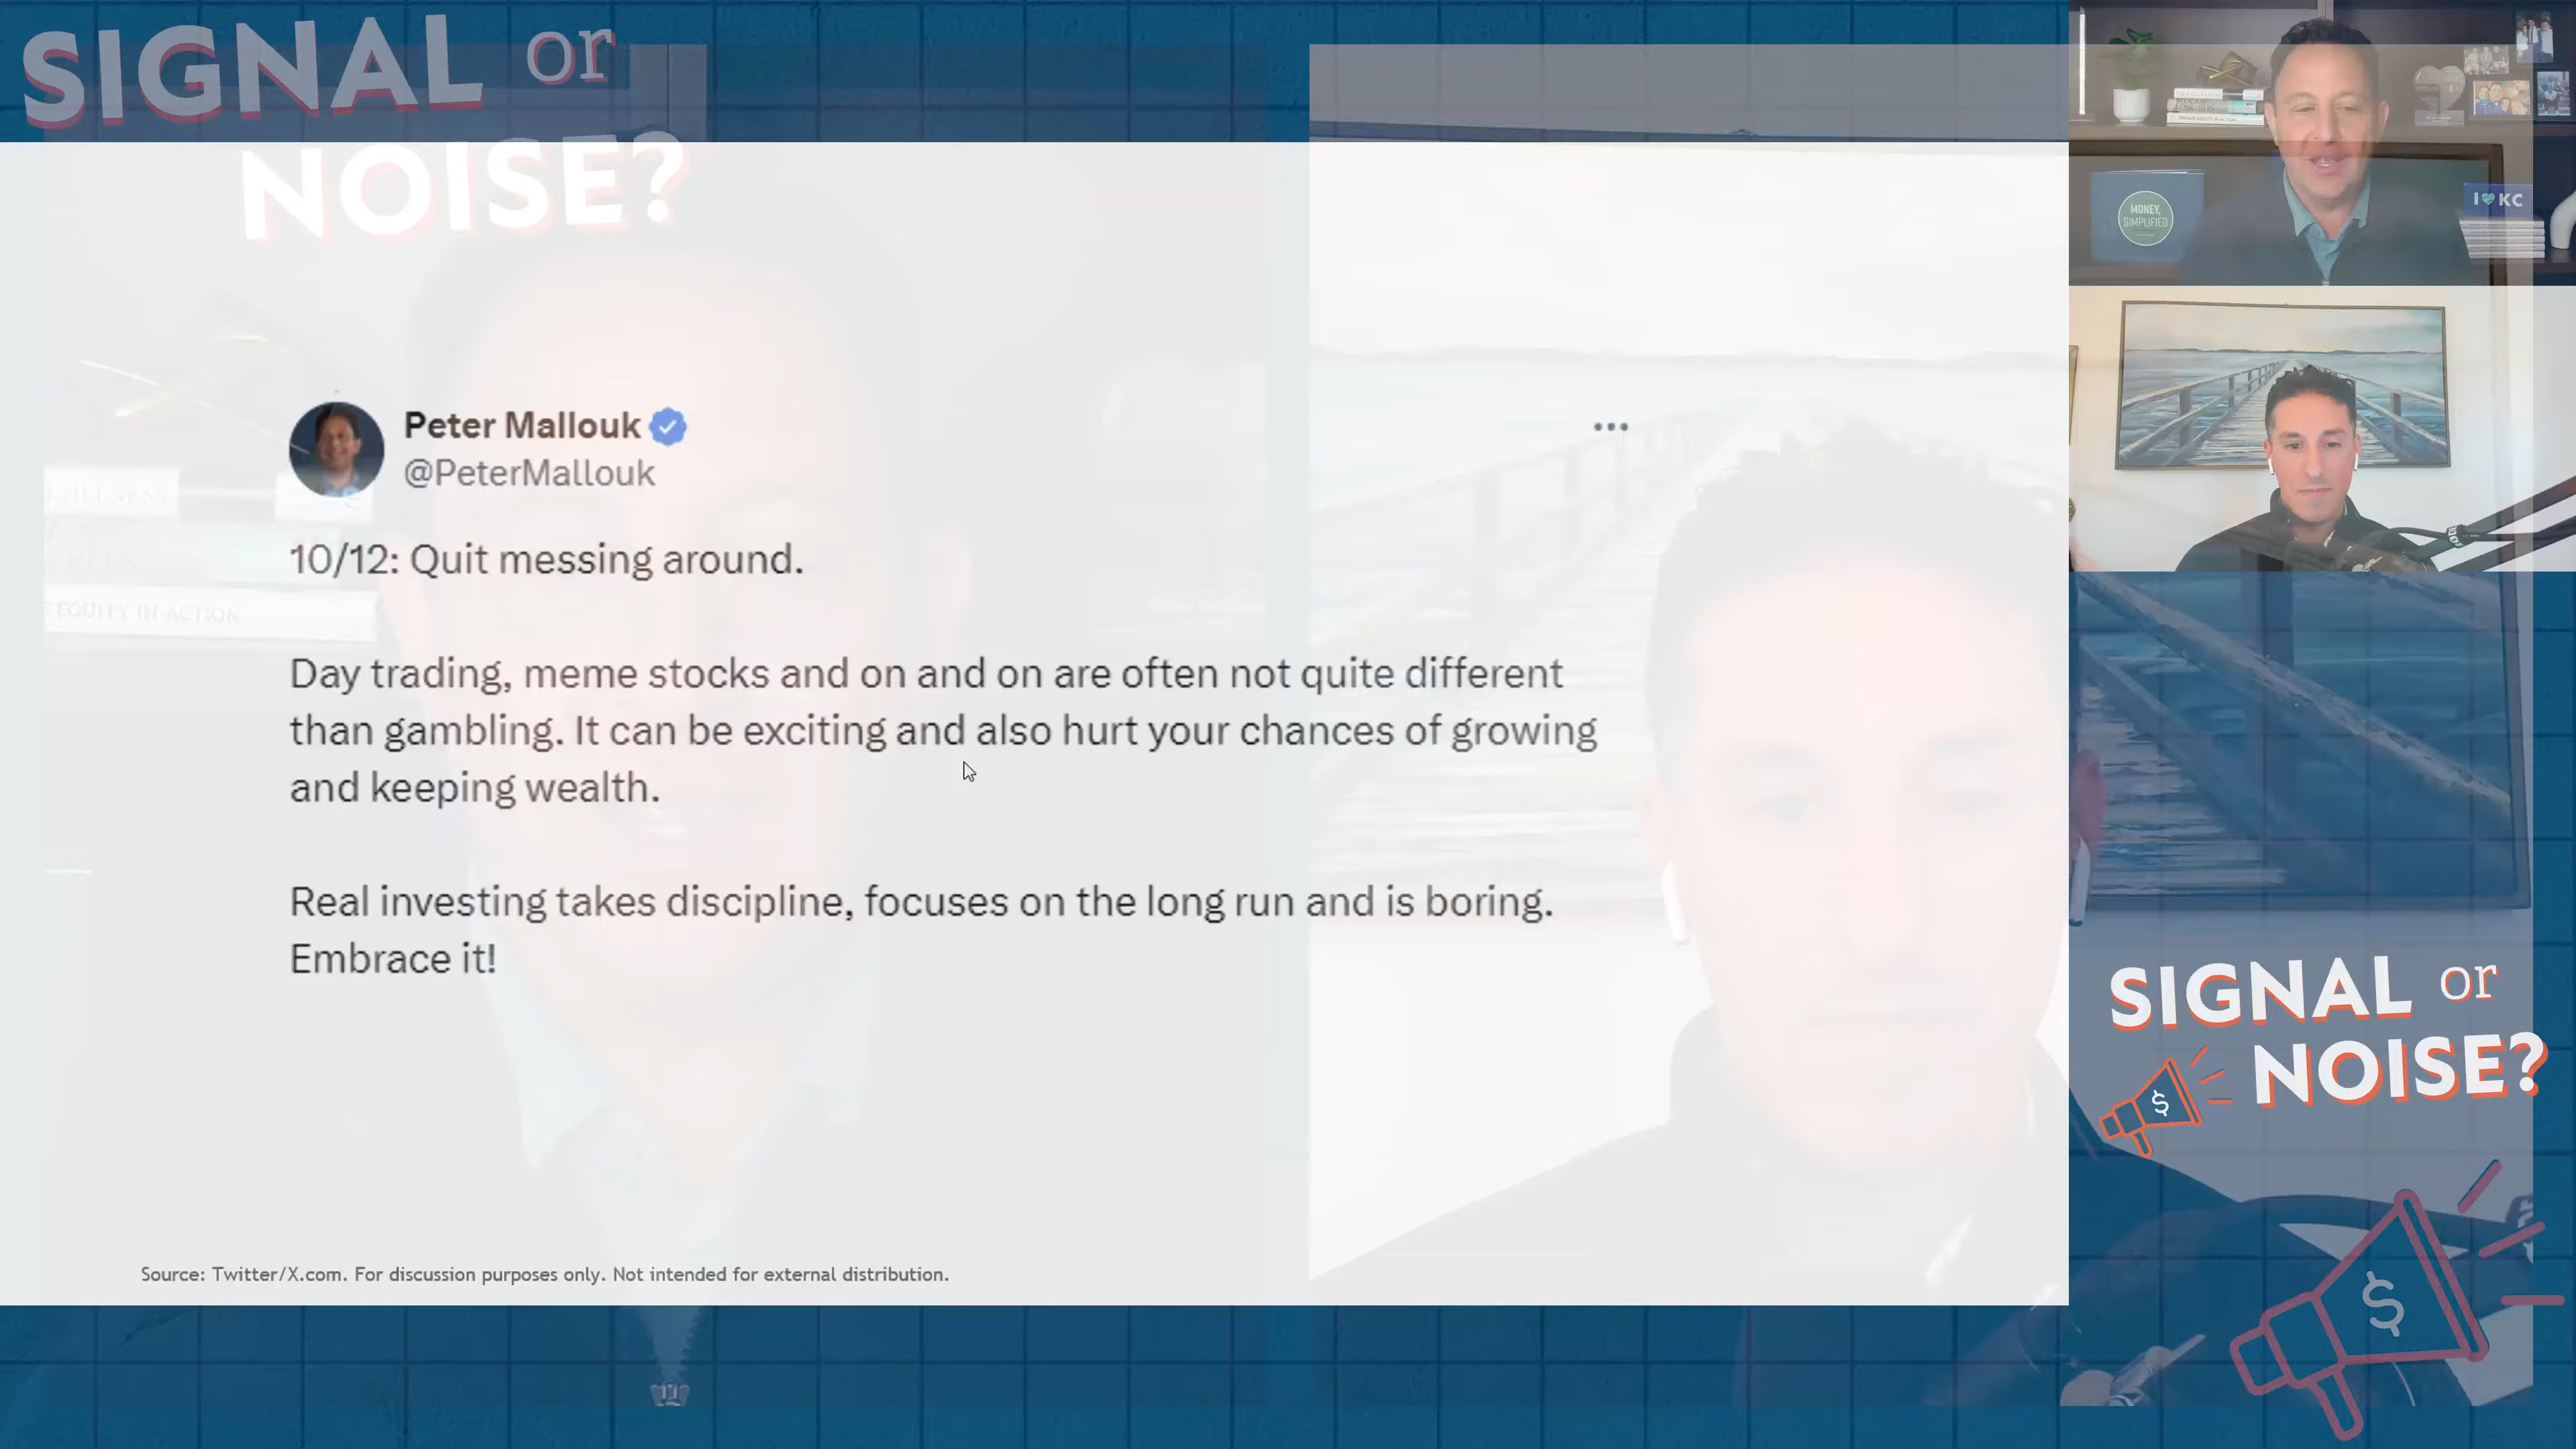 SIGNAL or
NOISE?
MONEY,
SIMPLIFIED
I KC
Peter Mallouk
@PeterMallouk
10/12: Quit messing around.
EQUITY IN ACTION
Day trading, meme stocks and on and on are often not quite different
than gambling. It can be exciting and also hurt your chances of growing
and keeping wealth.
Real investing takes discipline, focuses on the long run and is boring.
Embrace it!
SIGNAL or
NOISE?
$
$
Source: Twitter/X.com. For discussion purposes only. Not intended for external distribution.